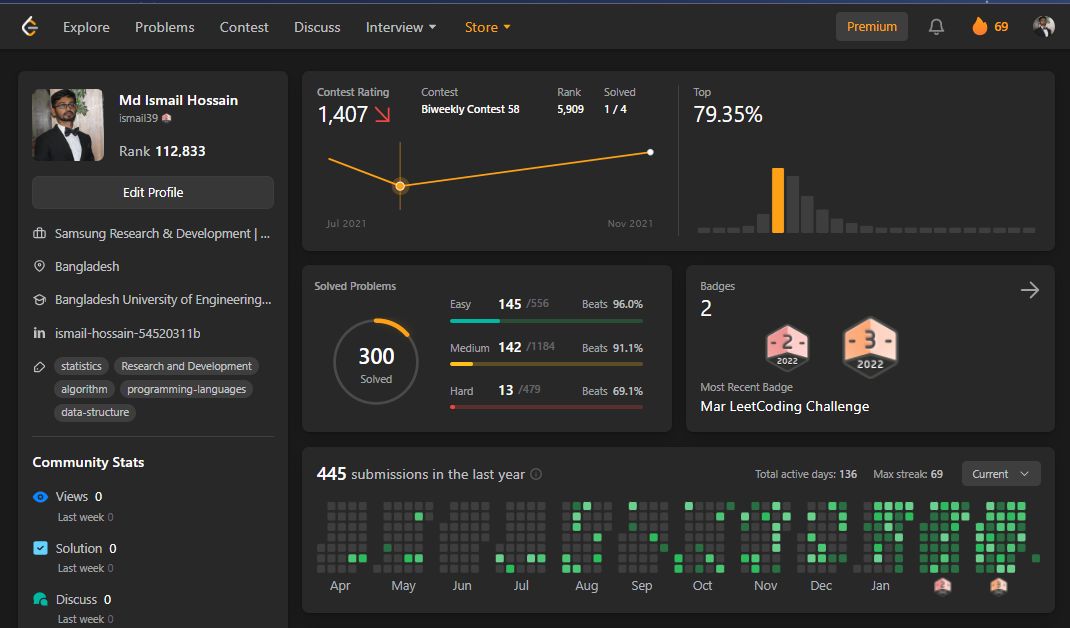 Explore Problems Contest Discuss Interview Store Premium 69
Md Ismail Hossain
ismail39
Rank 112,833
Edit Profile
Samsung Research & Development | ...
Bangladesh
Bangladesh University of Engineering...
in ismail-hossain-54520311b
statistics Research and Development
algorithm programming-languages
data-structure
Community Stats
Views 0
Last week 0
Solution 0
Last week 0
Discuss 0
Last week 0
Contest Rating Contest Rank Solved
1,407 Biweekly Contest 58 5,909 1 / 4
Jul 2021 Nov 2021
Top
79.35%
Solved Problems
300
Solved
Easy 145 /556 Beats 96.0%
Medium 142 /1184 Beats 91.1%
Hard 13 /479 Beats 69.1%
Badges
2
-2-
2022
-3-
2022
Most Recent Badge
Mar LeetCoding Challenge
445 submissions in the last year Total active days: 136 Max streak: 69 Current
Apr May Jun Jul Aug Sep Oct Nov Dec Jan